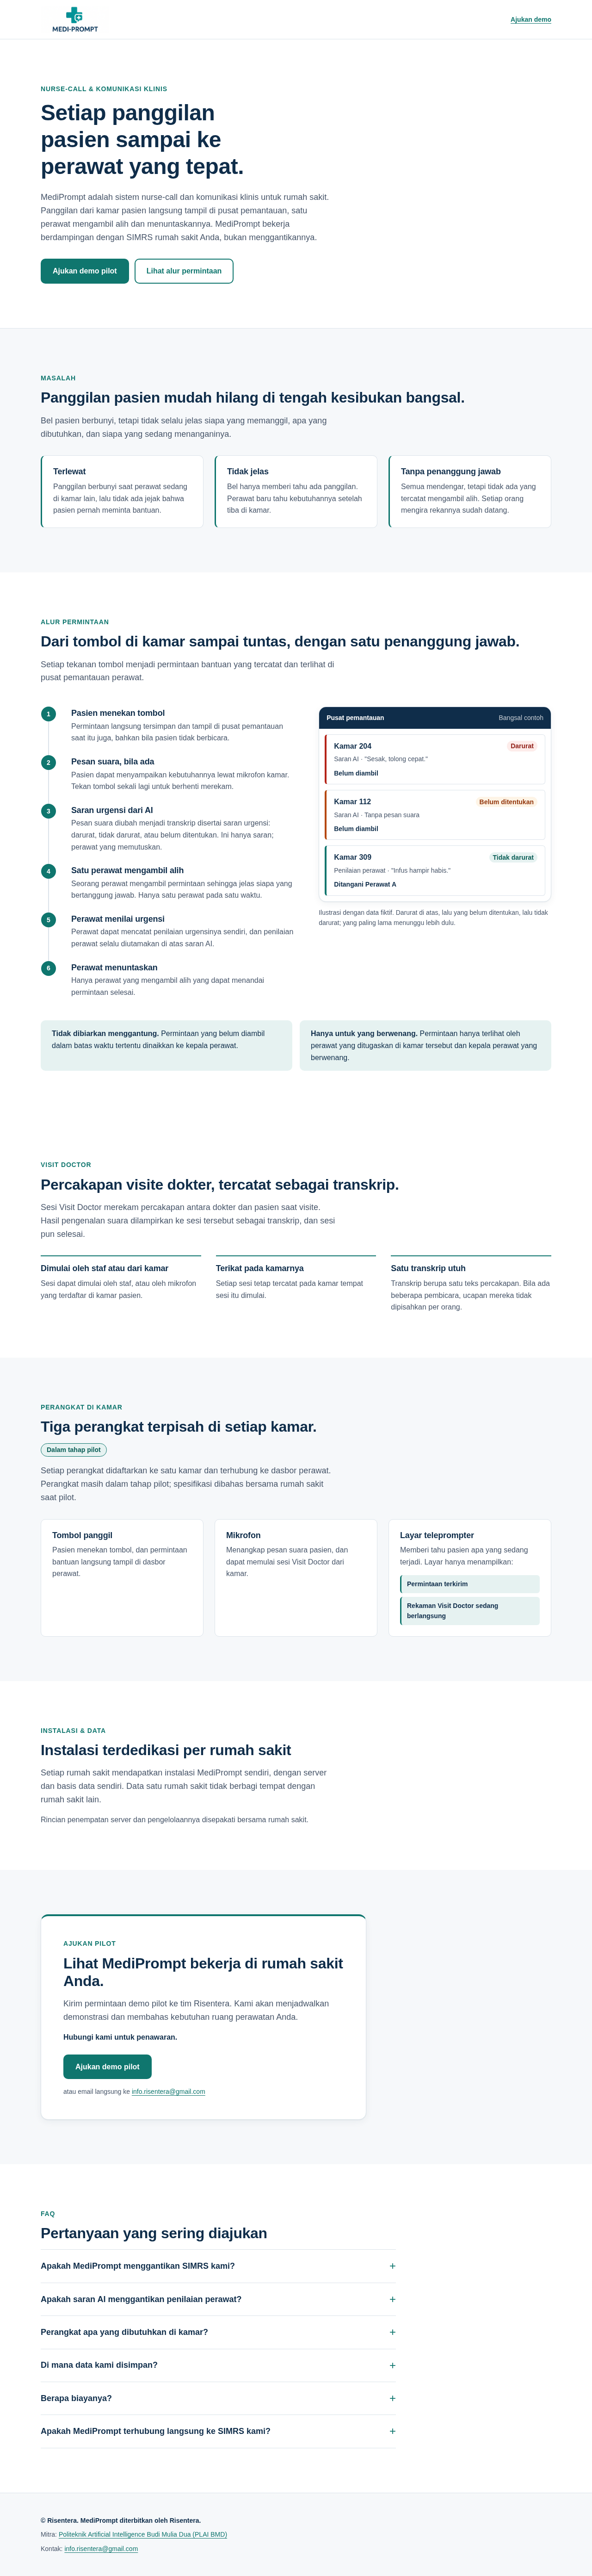 MEDI-PROMPT
Ajukan demo
NURSE-CALL & KOMUNIKASI KLINIS
Setiap panggilan
pasien sampai ke
perawat yang tepat.
MediPrompt adalah sistem nurse-call dan komunikasi klinis untuk rumah sakit.
Panggilan dari kamar pasien langsung tampil di pusat pemantauan, satu
perawat mengambil alih dan menuntaskannya. MediPrompt bekerja
berdampingan dengan SIMRS rumah sakit Anda, bukan menggantikannya.
Ajukan demo pilot
Lihat alur permintaan
MASALAH
Panggilan pasien mudah hilang di tengah kesibukan bangsal.
Bel pasien berbunyi, tetapi tidak selalu jelas siapa yang memanggil, apa yang
dibutuhkan, dan siapa yang sedang menanganinya.
Terlewat
Panggilan berbunyi saat perawat sedang
di kamar lain, lalu tidak ada jejak bahwa
pasien pernah meminta bantuan.
Tidak jelas
Bel hanya memberi tahu ada panggilan.
Perawat baru tahu kebutuhannya setelah
tiba di kamar.
Tanpa penanggung jawab
Semua mendengar, tetapi tidak ada yang
tercatat mengambil alih. Setiap orang
mengira rekannya sudah datang.
ALUR PERMINTAAN
Dari tombol di kamar sampai tuntas, dengan satu penanggung jawab.
Setiap tekanan tombol menjadi permintaan bantuan yang tercatat dan terlihat di
pusat pemantauan perawat.
1
Pasien menekan tombol
Permintaan langsung tersimpan dan tampil di pusat pemantauan
saat itu juga, bahkan bila pasien tidak berbicara.
2
Pesan suara, bila ada
Pasien dapat menyampaikan kebutuhannya lewat mikrofon kamar.
Tekan tombol sekali lagi untuk berhenti merekam.
3
Saran urgensi dari AI
Pesan suara diubah menjadi transkrip disertai saran urgensi:
darurat, tidak darurat, atau belum ditentukan. Ini hanya saran;
perawat yang memutuskan.
4
Satu perawat mengambil alih
Seorang perawat mengambil permintaan sehingga jelas siapa yang
bertanggung jawab. Hanya satu perawat pada satu waktu.
5
Perawat menilai urgensi
Perawat dapat mencatat penilaian urgensinya sendiri, dan penilaian
perawat selalu diutamakan di atas saran AI.
6
Perawat menuntaskan
Hanya perawat yang mengambil alih yang dapat menandai
permintaan selesai.
Pusat pemantauan
Bangsal contoh
Kamar 204
Darurat
Saran AI · "Sesak, tolong cepat."
Belum diambil
Kamar 112
Belum ditentukan
Saran AI · Tanpa pesan suara
Belum diambil
Kamar 309
Tidak darurat
Penilaian perawat · "Infus hampir habis."
Ditangani Perawat A
Ilustrasi dengan data fiktif. Darurat di atas, lalu yang belum ditentukan, lalu tidak
darurat; yang paling lama menunggu lebih dulu.
Tidak dibiarkan menggantung. Permintaan yang belum diambil
dalam batas waktu tertentu dinaikkan ke kepala perawat.
Hanya untuk yang berwenang. Permintaan hanya terlihat oleh
perawat yang ditugaskan di kamar tersebut dan kepala perawat yang
berwenang.
VISIT DOCTOR
Percakapan visite dokter, tercatat sebagai transkrip.
Sesi Visit Doctor merekam percakapan antara dokter dan pasien saat visite.
Hasil pengenalan suara dilampirkan ke sesi tersebut sebagai transkrip, dan sesi
pun selesai.
Dimulai oleh staf atau dari kamar
Sesi dapat dimulai oleh staf, atau oleh mikrofon
yang terdaftar di kamar pasien.
Terikat pada kamarnya
Setiap sesi tetap tercatat pada kamar tempat
sesi itu dimulai.
Satu transkrip utuh
Transkrip berupa satu teks percakapan. Bila ada
beberapa pembicara, ucapan mereka tidak
dipisahkan per orang.
PERANGKAT DI KAMAR
Tiga perangkat terpisah di setiap kamar.
Dalam tahap pilot
Setiap perangkat didaftarkan ke satu kamar dan terhubung ke dasbor perawat.
Perangkat masih dalam tahap pilot; spesifikasi dibahas bersama rumah sakit
saat pilot.
Tombol panggil
Pasien menekan tombol, dan permintaan
bantuan langsung tampil di dasbor
perawat.
Mikrofon
Menangkap pesan suara pasien, dan
dapat memulai sesi Visit Doctor dari
kamar.
Layar teleprompter
Memberi tahu pasien apa yang sedang
terjadi. Layar hanya menampilkan:
Permintaan terkirim
Rekaman Visit Doctor sedang
berlangsung
INSTALASI & DATA
Instalasi terdedikasi per rumah sakit
Setiap rumah sakit mendapatkan instalasi MediPrompt sendiri, dengan server
dan basis data sendiri. Data satu rumah sakit tidak berbagi tempat dengan
rumah sakit lain.
Rincian penempatan server dan pengelolaannya disepakati bersama rumah sakit.
AJUKAN PILOT
Lihat MediPrompt bekerja di rumah sakit
Anda.
Kirim permintaan demo pilot ke tim Risentera. Kami akan menjadwalkan
demonstrasi dan membahas kebutuhan ruang perawatan Anda.
Hubungi kami untuk penawaran.
Ajukan demo pilot
atau email langsung ke info.risentera@gmail.com
FAQ
Pertanyaan yang sering diajukan
Apakah MediPrompt menggantikan SIMRS kami? +
Apakah saran AI menggantikan penilaian perawat? +
Perangkat apa yang dibutuhkan di kamar? +
Di mana data kami disimpan? +
Berapa biayanya? +
Apakah MediPrompt terhubung langsung ke SIMRS kami? +
© Risentera. MediPrompt diterbitkan oleh Risentera.
Mitra: Politeknik Artificial Intelligence Budi Mulia Dua (PLAI BMD)
Kontak: info.risentera@gmail.com